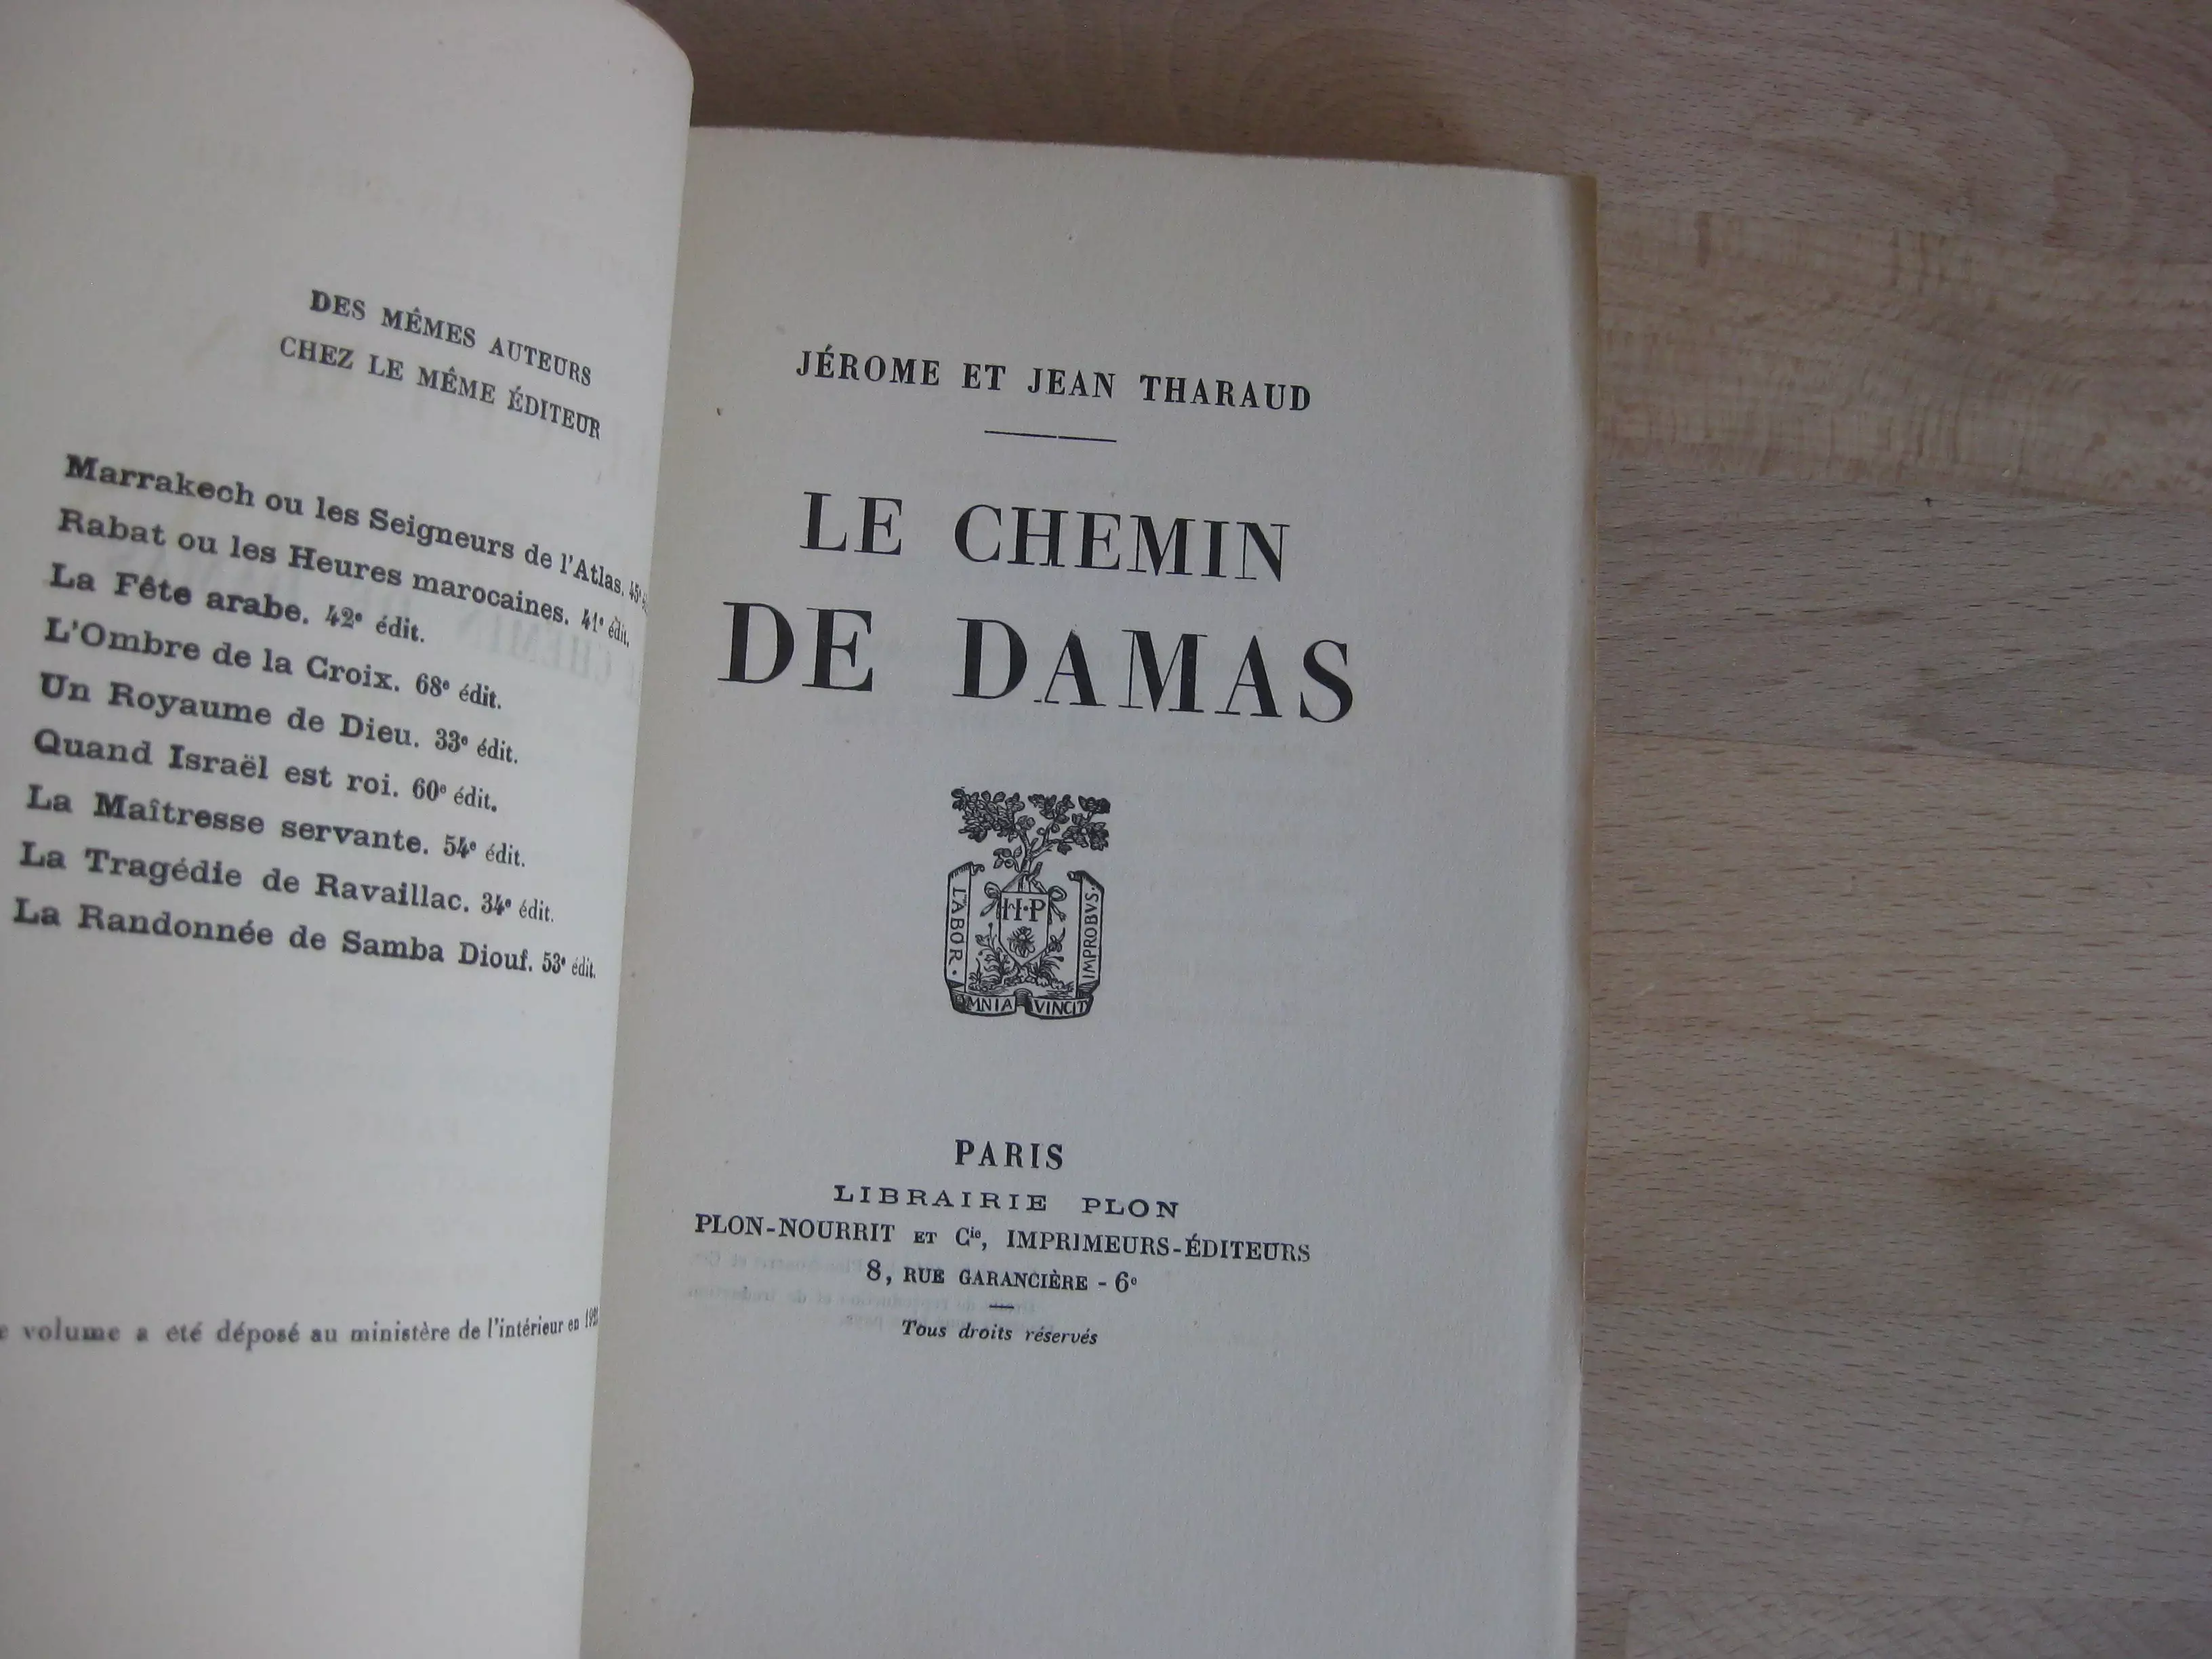 DES MÊMES AUTEURS
CHEZ LE MÊME ÉDITEUR
Marrakech ou les Seigneurs de l'Atlas. 45e
Rabat ou les Heures marocaines. 41e édit.
La Fête arabe. 42e édit.
L'Ombre de la Croix. 68e édit.
Un Royaume de Dieu. 33e édit.
Quand Israël est roi. 60e édit.
La Maîtresse servante. 54e édit.
La Tragédie de Ravaillac. 34e édit.
La Randonnée de Samba Diouf. 53e édit.
volume a été déposé au ministère de l'intérieur en
JÉROME ET JEAN THARAUD
LE CHEMIN
DE DAMAS
H·P
LABOR·
IMPROBVS·
OMNIA VINCIT
PARIS
LIBRAIRIE PLON
PLON-NOURRIT ET Cie, IMPRIMEURS-ÉDITEURS
8, RUE GARANCIÈRE - 6e
Tous droits réservés